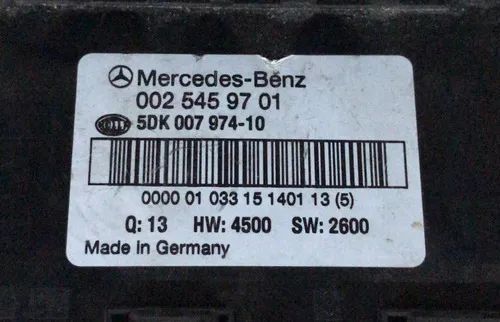 Mercedes-Benz
002 545 97 01
HELLA 5DK 007 974-10
0000 01 033 15 1401 13 (5)
Q: 13 HW: 4500 SW: 2600
Made in Germany